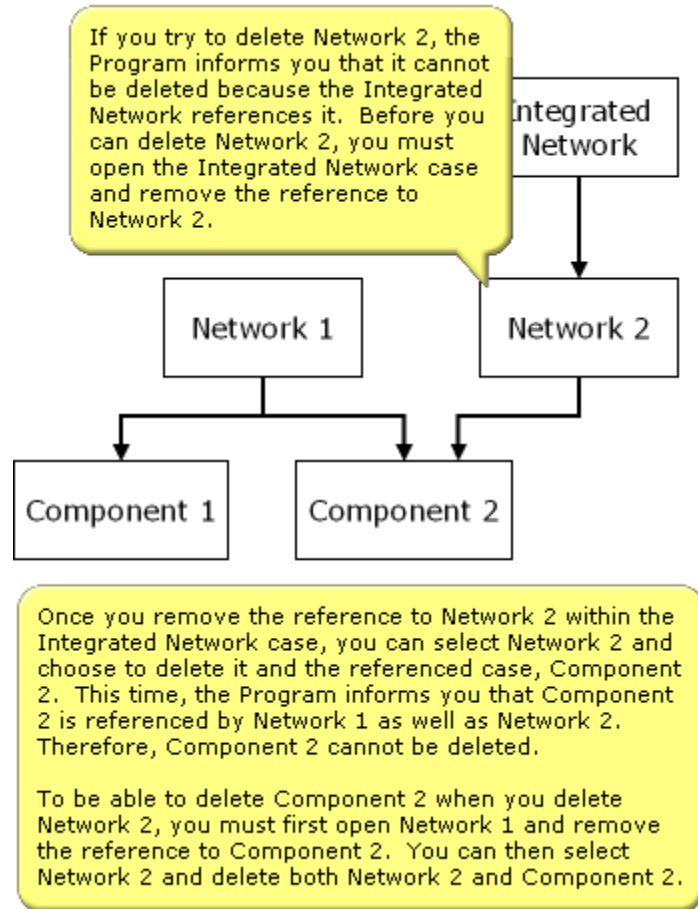 If you try to delete Network 2, the
Program informs you that it cannot
be deleted because the Integrated
Network references it.  Before you
can delete Network 2, you must
open the Integrated Network case
and remove the reference to
Network 2.
Integrated
Network
Network 1
Network 2
Component 1
Component 2
Once you remove the reference to Network 2 within the
Integrated Network case, you can select Network 2 and
choose to delete it and the referenced case, Component
2.  This time, the Program informs you that Component
2 is referenced by Network 1 as well as Network 2.
Therefore, Component 2 cannot be deleted.
To be able to delete Component 2 when you delete
Network 2, you must first open Network 1 and remove
the reference to Component 2.  You can then select
Network 2 and delete both Network 2 and Component 2.